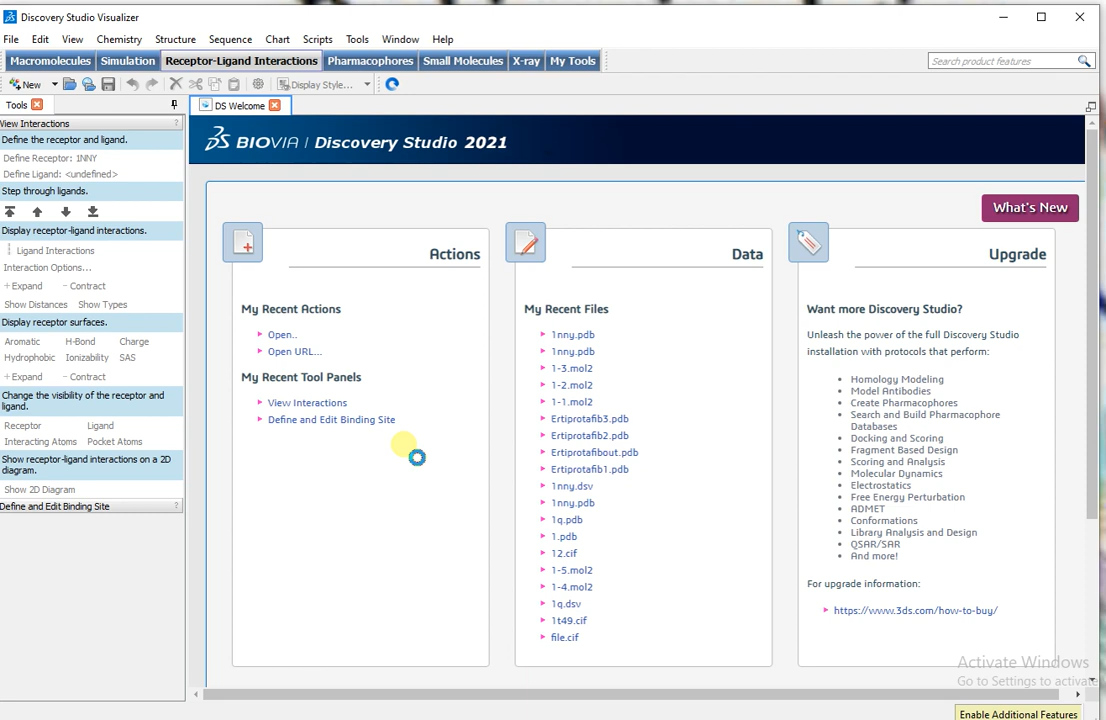 Discovery Studio Visualizer
File Edit View Chemistry Structure Sequence Chart Scripts Tools Window Help
Macromolecules Simulation Receptor-Ligand Interactions Pharmacophores Small Molecules X-ray My Tools Search product features
New Display Style...
Tools DS Welcome
View Interactions
Define the receptor and ligand.
Define Receptor: 1NNY
Define Ligand: <undefined>
Step through ligands.
Display receptor-ligand interactions.
Ligand Interactions
Interaction Options...
+Expand -Contract
Show Distances Show Types
Display receptor surfaces.
Aromatic H-Bond Charge
Hydrophobic Ionizability SAS
+Expand -Contract
Change the visibility of the receptor and
ligand.
Receptor Ligand
Interacting Atoms Pocket Atoms
Show receptor-ligand interactions on a 2D
diagram.
Show 2D Diagram
Define and Edit Binding Site
BIOVIA | Discovery Studio 2021
What's New
Actions
My Recent Actions
Open..
Open URL...
My Recent Tool Panels
View Interactions
Define and Edit Binding Site
Data
My Recent Files
1nny.pdb
1nny.pdb
1-3.mol2
1-2.mol2
1-1.mol2
Ertiprotafib3.pdb
Ertiprotafib2.pdb
Ertiprotafibout.pdb
Ertiprotafib1.pdb
1nny.dsv
1nny.pdb
1q.pdb
1.pdb
12.cif
1-5.mol2
1-4.mol2
1q.dsv
1t49.cif
file.cif
Upgrade
Want more Discovery Studio?
Unleash the power of the full Discovery Studio
installation with protocols that perform:
Homology Modeling
Model Antibodies
Create Pharmacophores
Search and Build Pharmacophore
Databases
Docking and Scoring
Fragment Based Design
Scoring and Analysis
Molecular Dynamics
Electrostatics
Free Energy Perturbation
ADMET
Conformations
Library Analysis and Design
QSAR/SAR
And more!
For upgrade information:
https://www.3ds.com/how-to-buy/
Activate Windows
Go to Settings to activate
Enable Additional Features